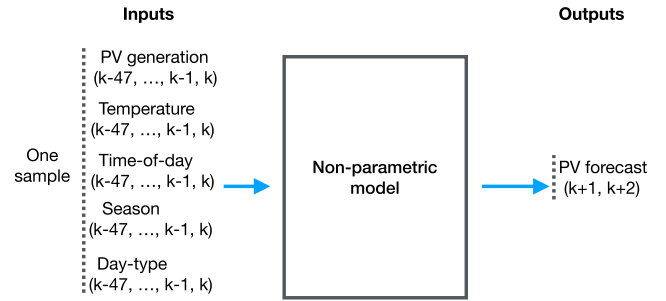 Inputs
Outputs
PV generation
(k-47, ..., k-1, k)
Temperature
(k-47, ..., k-1, k)
One
sample
Time-of-day
(k-47, ..., k-1, k)
Season
(k-47, ..., k-1, k)
Day-type
(k-47, ..., k-1, k)
Non-parametric
model
PV forecast
(k+1, k+2)